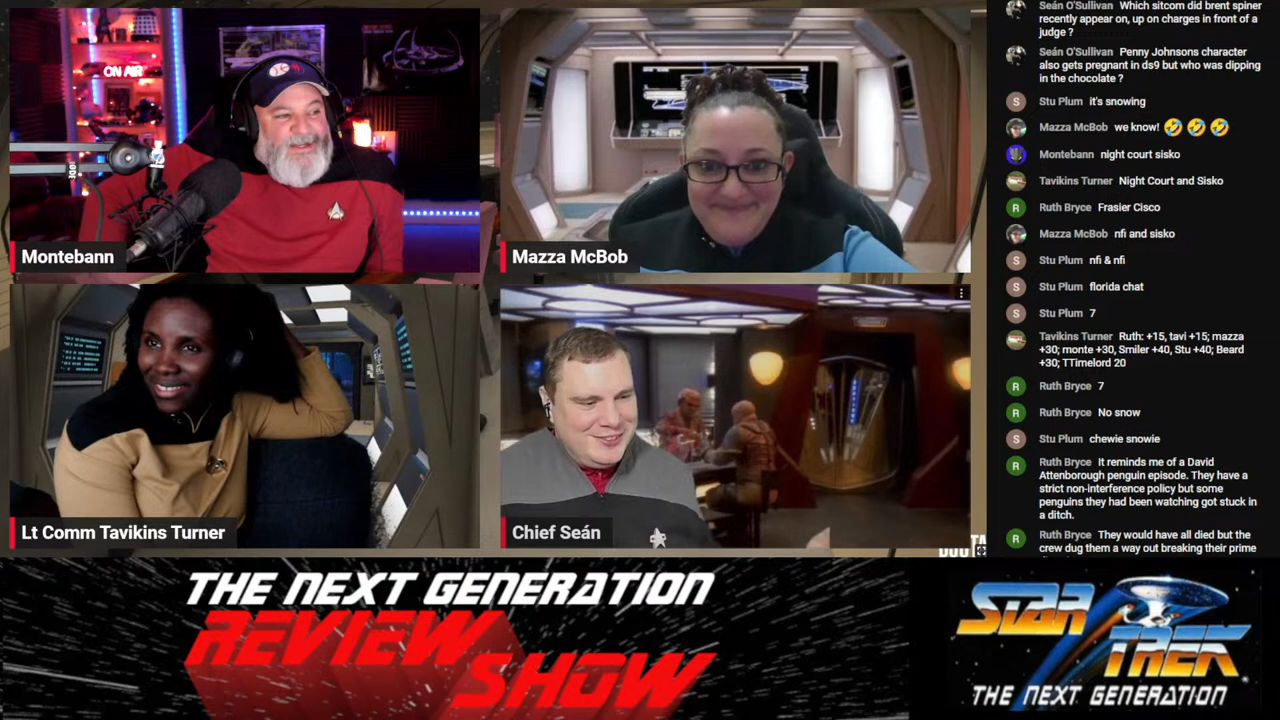 ON AIR
Montebann
Mazza McBob
Lt Comm Tavikins Turner
Chief Seán
Seán O'Sullivan Which sitcom did brent spiner
recently appear on, up on charges in front of a
judge ?
Seán O'Sullivan Penny Johnsons character
also gets pregnant in ds9 but who was dipping
in the chocolate ?
S Stu Plum it's snowing
Mazza McBob we know! 🤣 🤣 🤣
Montebann night court sisko
Tavikins Turner Night Court and Sisko
R Ruth Bryce Frasier Cisco
Mazza McBob nfi and sisko
S Stu Plum nfi & nfi
S Stu Plum florida chat
S Stu Plum 7
Tavikins Turner Ruth: +15, tavi +15; mazza
+30; monte +30, Smiler +40, Stu +40; Beard
+30; TTimelord 20
R Ruth Bryce 7
R Ruth Bryce No snow
S Stu Plum chewie snowie
R Ruth Bryce It reminds me of a David
Attenborough penguin episode. They have a
strict non-interference policy but some
penguins they had been watching got stuck in
a ditch.
R Ruth Bryce They would have all died but the
crew dug them a way out breaking their prime
THE NEXT GENERATION
REVIEW
SHOW
STAR
TREK
THE NEXT GENERATION